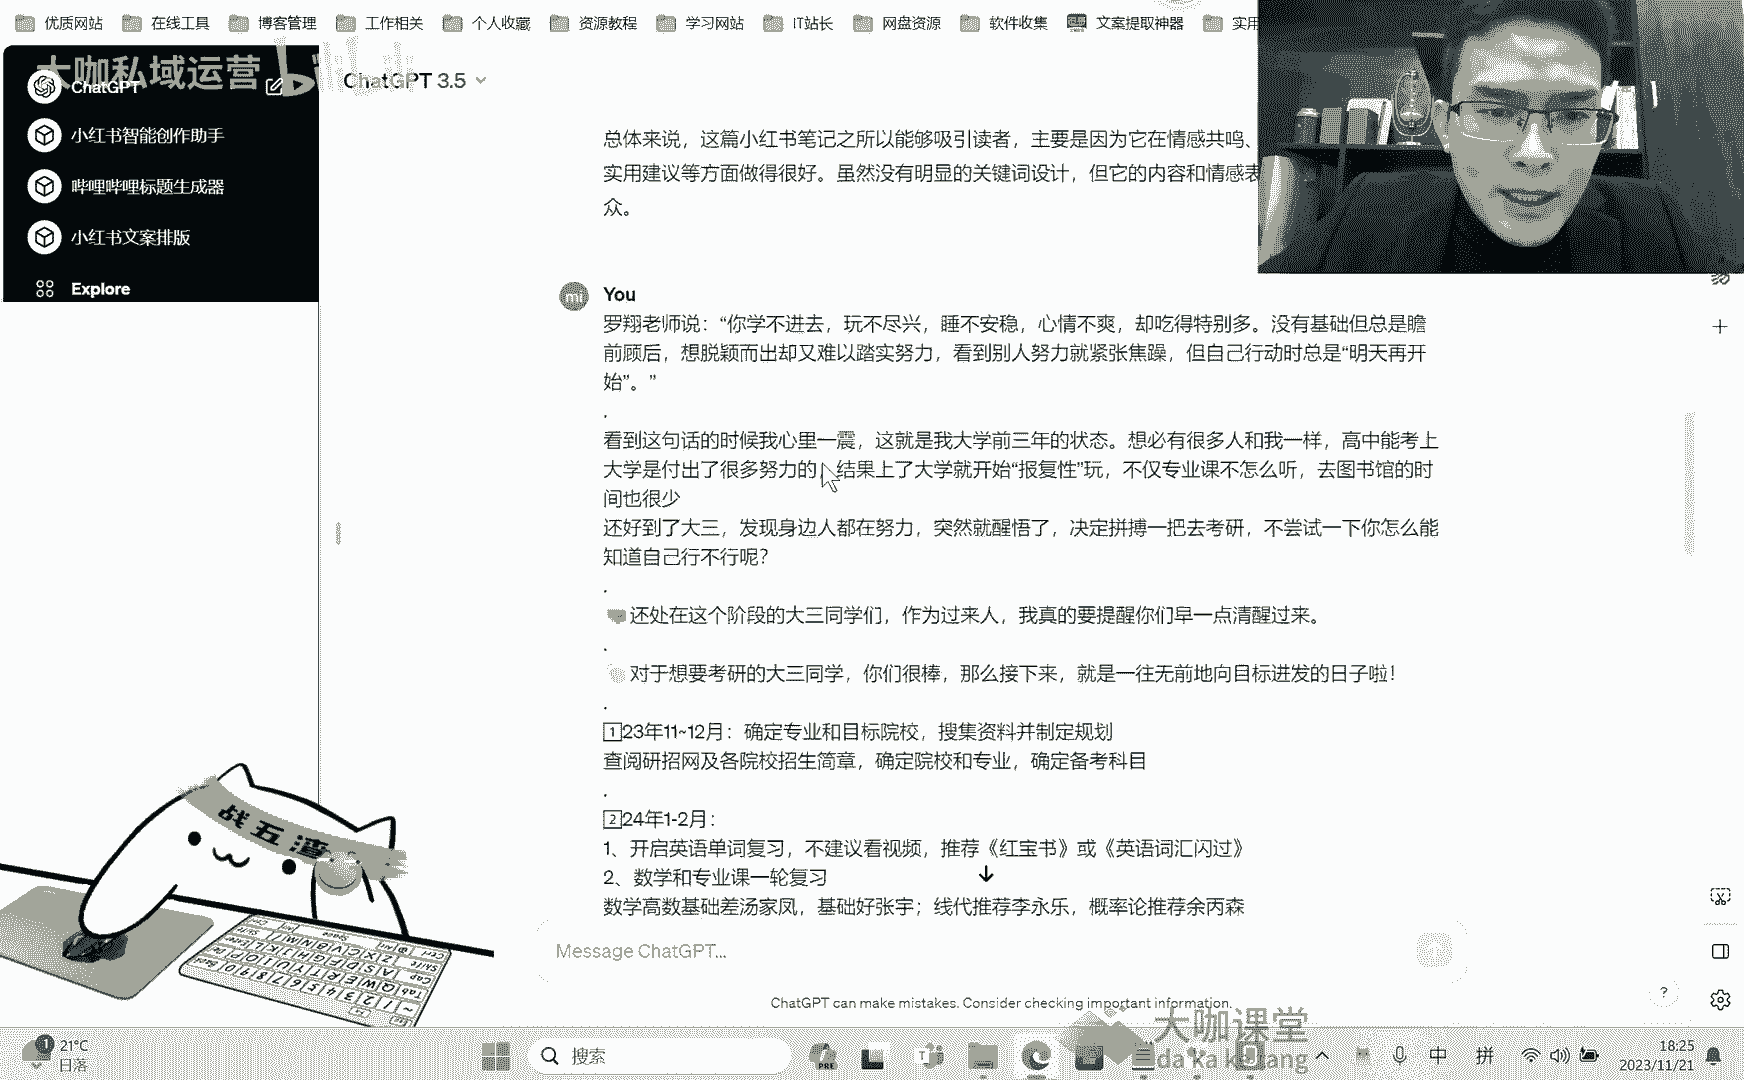 优质网站
在线工具
博客管理
工作相关
个人收藏
资源教程
学习网站
IT站长
网盘资源
软件收集
文案提取神器
实用
大咖私域运营
ChatGPT
小红书智能创作助手
哔哩哔哩标题生成器
小红书文案排版
Explore
ChatGPT 3.5
总体来说，这篇小红书笔记之所以能够吸引读者，主要是因为它在情感共鸣、
实用建议等方面做得很好。虽然没有明显的关键词设计，但它的内容和情感表
众。
mi
You
罗翔老师说：“你学不进去，玩不尽兴，睡不安稳，心情不爽，却吃得特别多。没有基础但总是瞻
前顾后，想脱颖而出却又难以踏实努力，看到别人努力就紧张焦躁，但自己行动时总是“明天再开
始”。”
.
看到这句话的时候我心里一震，这就是我大学前三年的状态。想必有很多人和我一样，高中能考上
大学是付出了很多努力的，结果上了大学就开始“报复性”玩，不仅专业课不怎么听，去图书馆的时
间也很少
还好到了大三，发现身边人都在努力，突然就醒悟了，决定拼搏一把去考研，不尝试一下你怎么能
知道自己行不行呢？
.
还处在这个阶段的大三同学们，作为过来人，我真的要提醒你们早一点清醒过来。
.
对于想要考研的大三同学，你们很棒，那么接下来，就是一往无前地向目标进发的日子啦！
.
1 23年11~12月：确定专业和目标院校，搜集资料并制定规划
查阅研招网及各院校招生简章，确定院校和专业，确定备考科目
.
2 24年1-2月：
1、开启英语单词复习，不建议看视频，推荐《红宝书》或《英语词汇闪过》
2、数学和专业课一轮复习
数学高数基础差汤家凤，基础好张宇；线代推荐李永乐，概率论推荐余丙森
Message ChatGPT...
ChatGPT can make mistakes. Consider checking important information.
?
战五渣
大咖课堂
da ka ke tang
1
21°C
日落
搜索
PRE
中
拼
18:25
2023/11/21